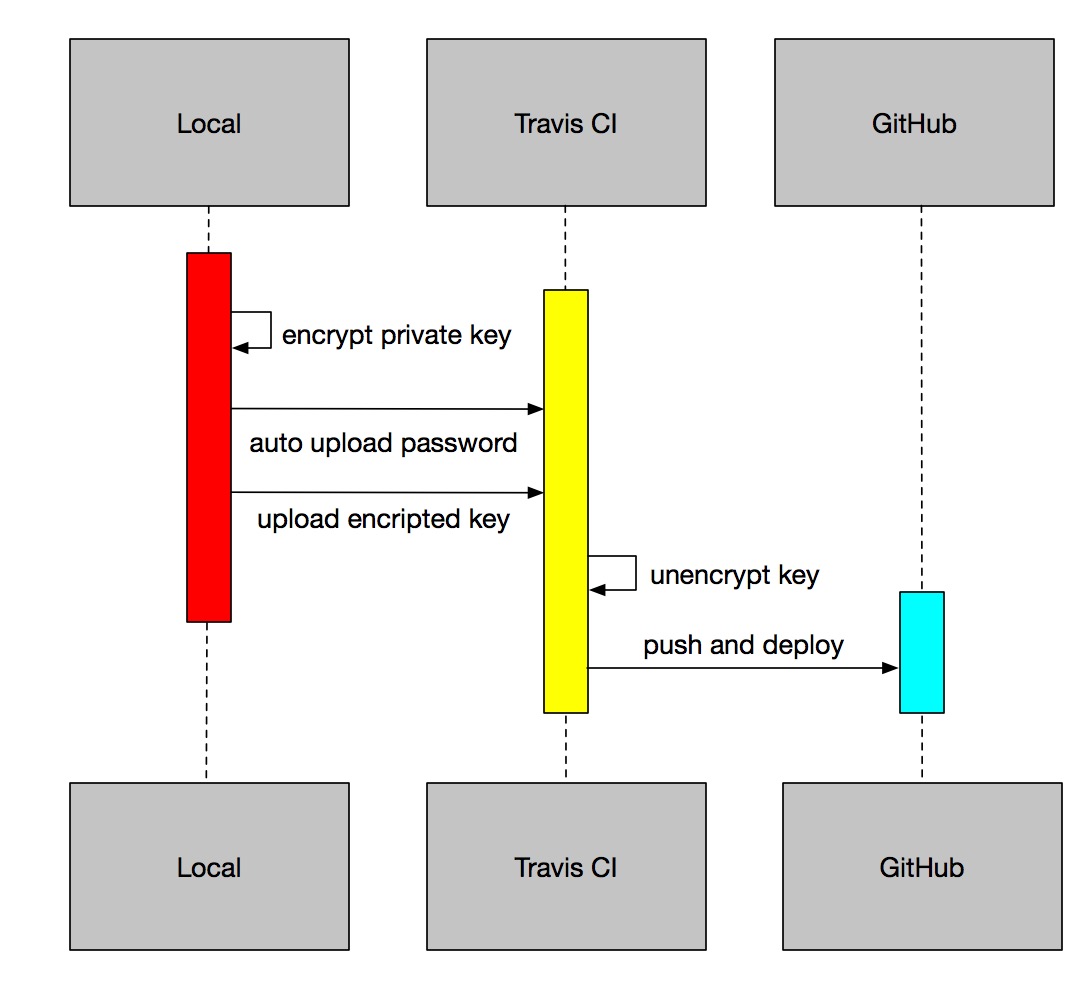 Local
Travis CI
GitHub
encrypt private key
auto upload password
upload encripted key
unencrypt key
push and deploy
Local
Travis CI
GitHub